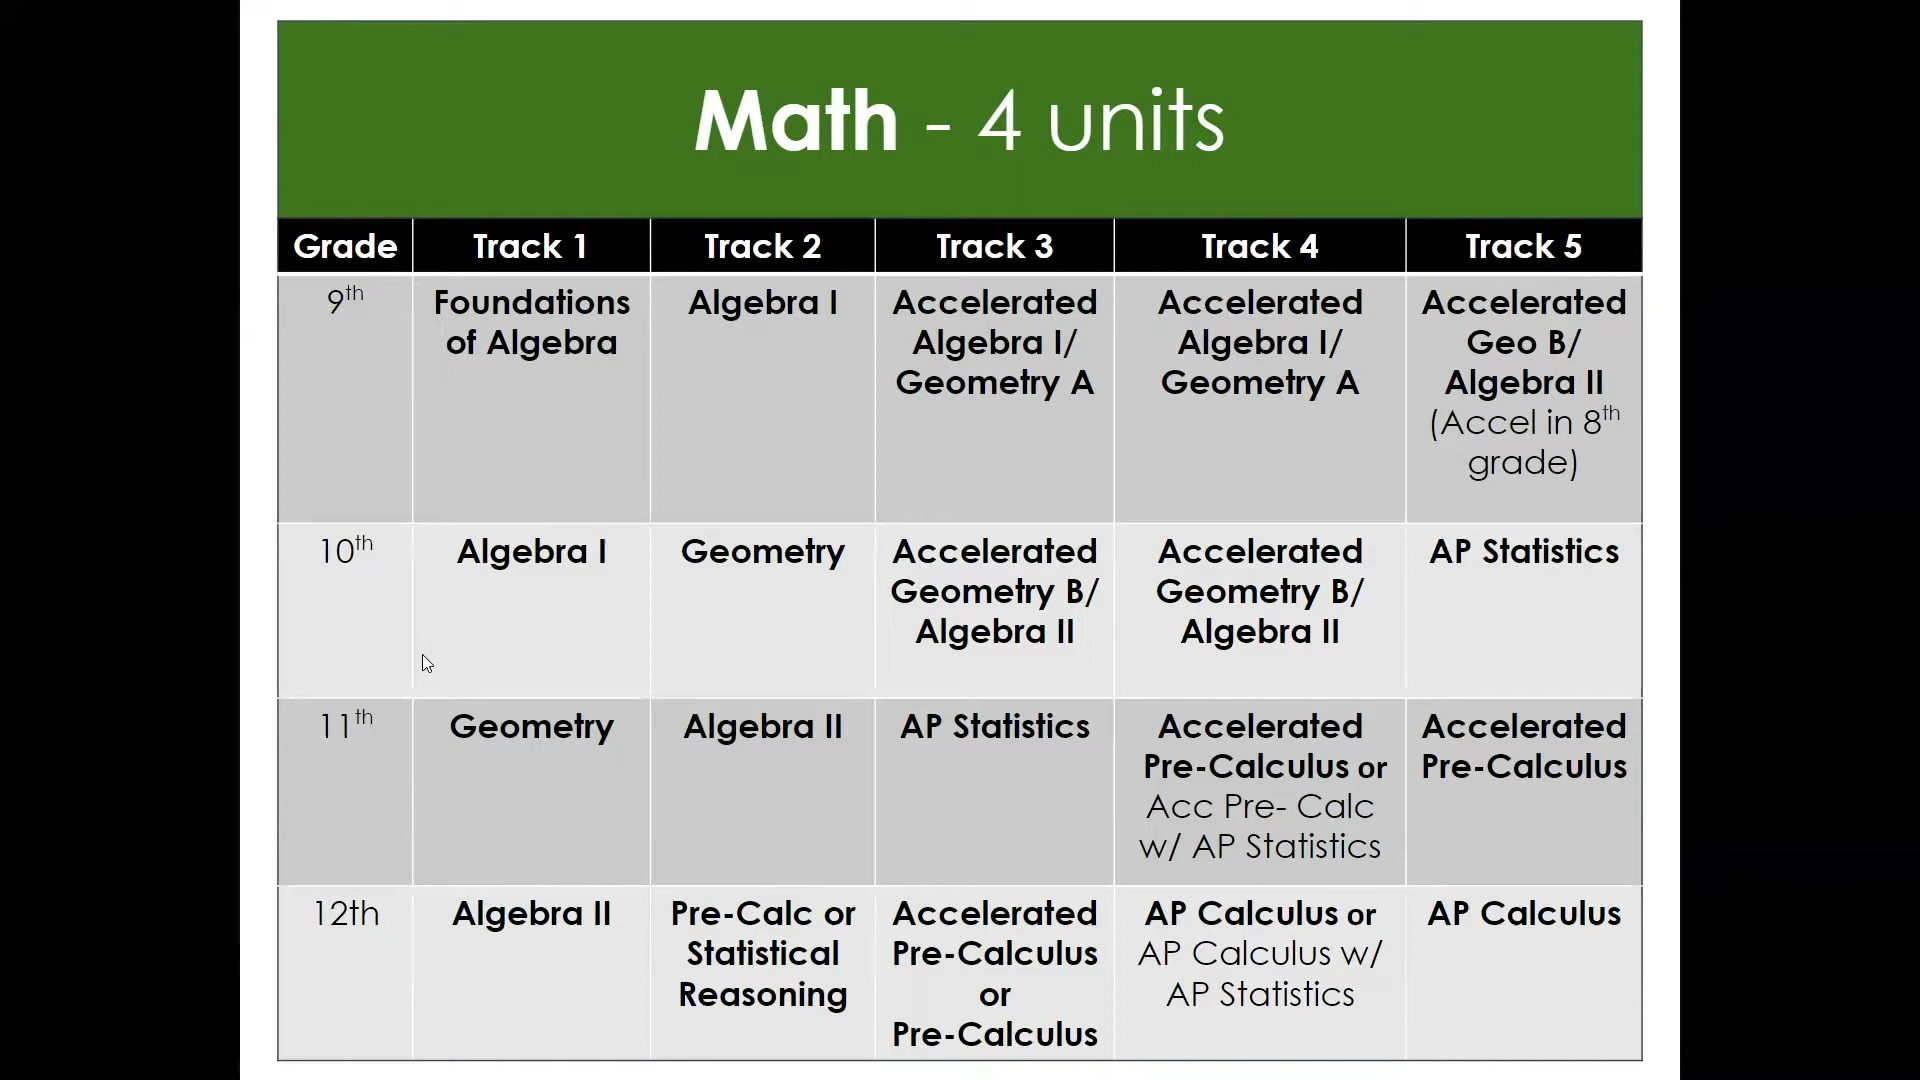 Math - 4 units
Grade Track 1 Track 2 Track 3 Track 4 Track 5
9th
Foundations
of Algebra
Algebra I
Accelerated
Algebra I/
Geometry A
Accelerated
Algebra I/
Geometry A
Accelerated
Geo B/
Algebra II
(Accel in 8th
grade)
10th
Algebra I
Geometry
Accelerated
Geometry B/
Algebra II
Accelerated
Geometry B/
Algebra II
AP Statistics
11th
Geometry
Algebra II
AP Statistics
Accelerated
Pre-Calculus or
Acc Pre- Calc
w/ AP Statistics
Accelerated
Pre-Calculus
12th
Algebra II
Pre-Calc or
Statistical
Reasoning
Accelerated
Pre-Calculus
or
Pre-Calculus
AP Calculus or
AP Calculus w/
AP Statistics
AP Calculus